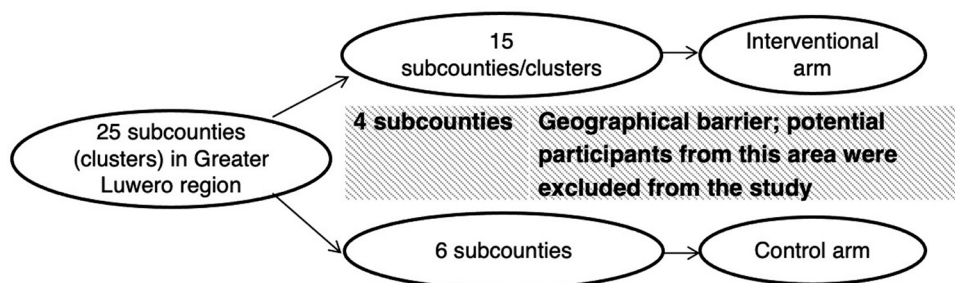 15
subcounties/clusters
Interventional
arm
25 subcounties
(clusters) in Greater
Luwero region
4 subcounties
Geographical barrier; potential
participants from this area were
excluded from the study
6 subcounties
Control arm